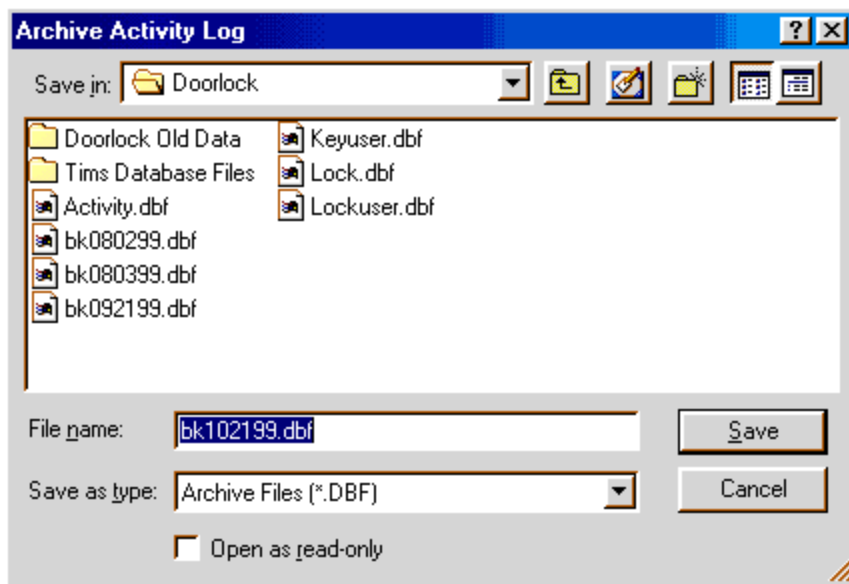 Archive Activity Log
Save in: Doorlock
Doorlock Old Data
Tims Database Files
Activity.dbf
bk080299.dbf
bk080399.dbf
bk092199.dbf
Keyuser.dbf
Lock.dbf
Lockuser.dbf
File name: bk102199.dbf Save
Save as type: Archive Files (*.DBF) Cancel
Open as read-only